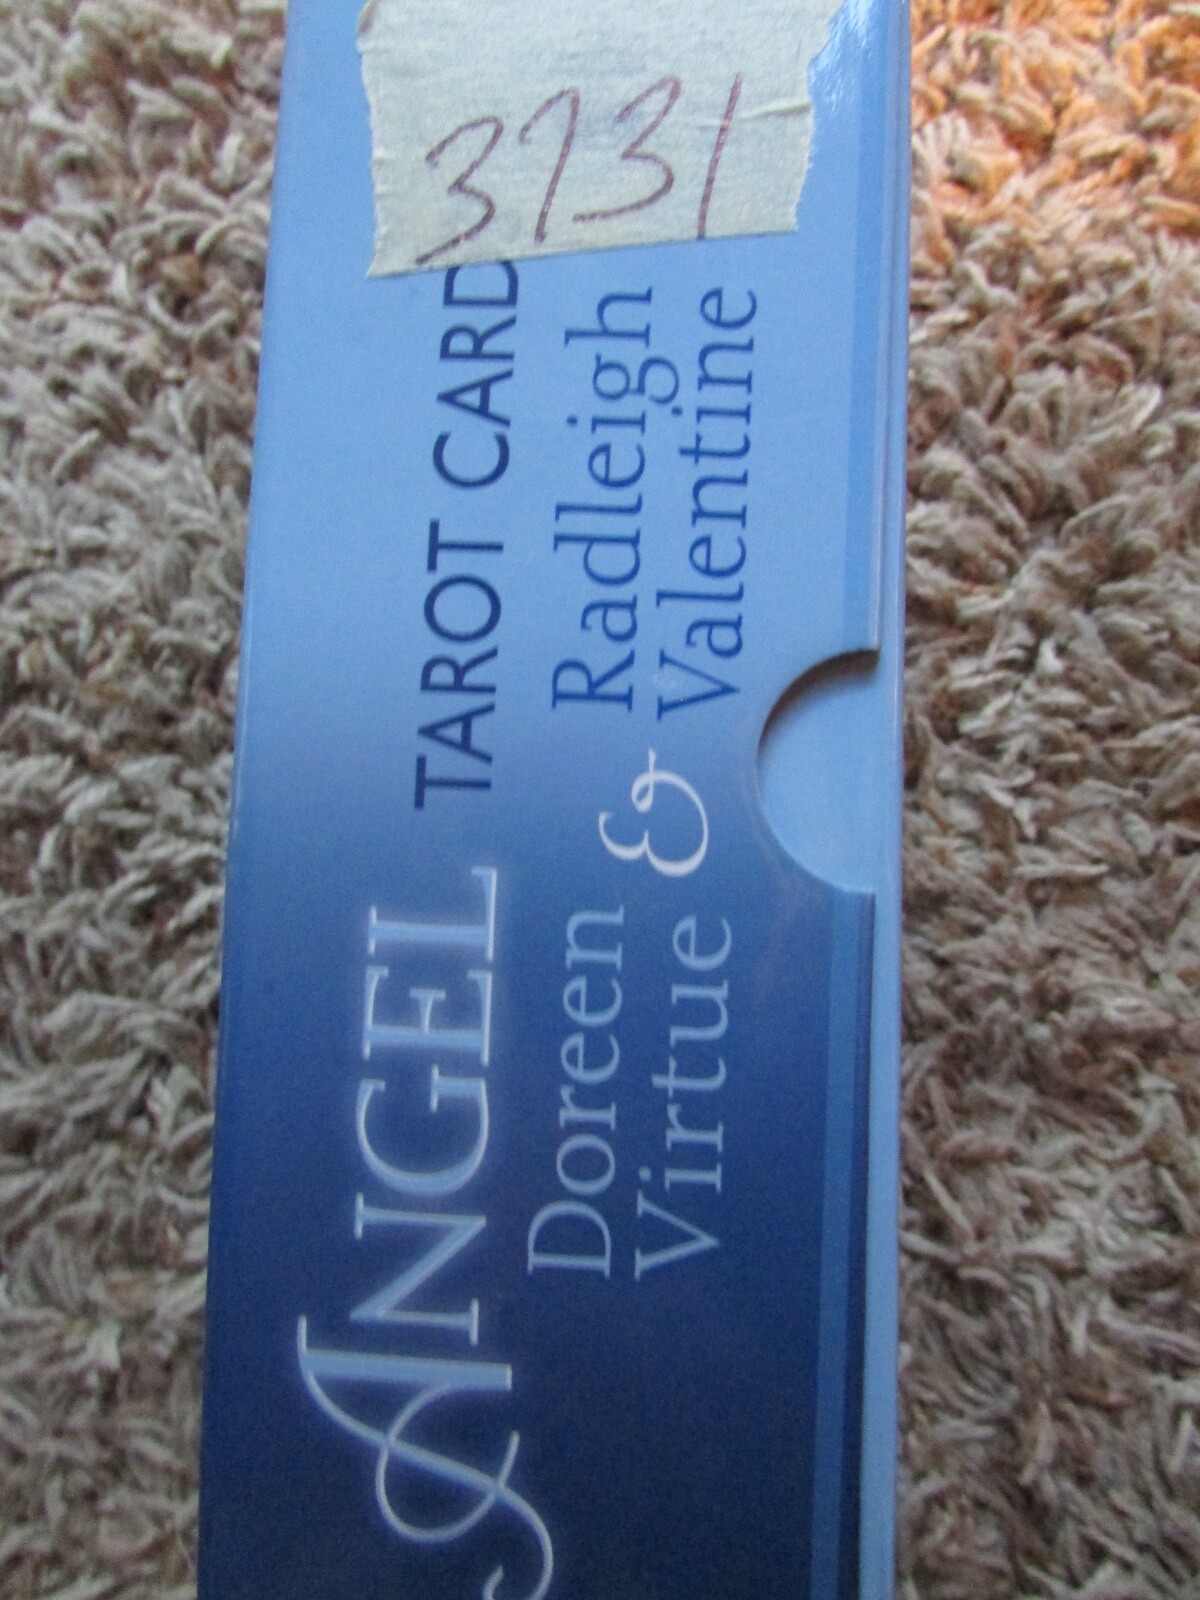 3731
ANGEL TAROT CARD
Doreen Virtue & Radleigh Valentine